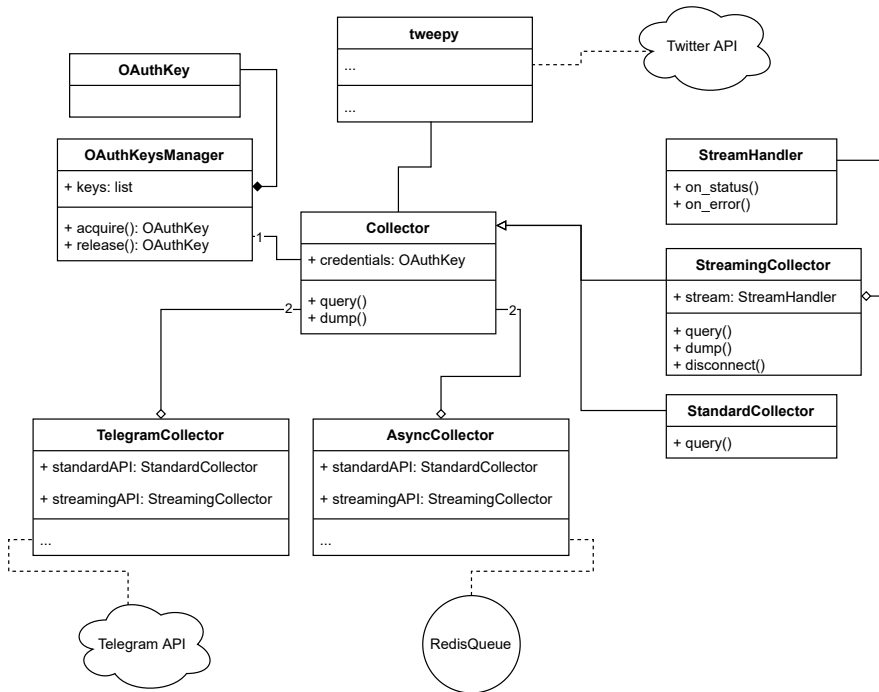 tweepy
...
...
Twitter API
OAuthKey
OAuthKeysManager
+ keys: list
+ acquire(): OAuthKey
+ release(): OAuthKey
1
Collector
+ credentials: OAuthKey
+ query()
+ dump()
2
2
StreamHandler
+ on_status()
+ on_error()
StreamingCollector
+ stream: StreamHandler
+ query()
+ dump()
+ disconnect()
StandardCollector
+ query()
TelegramCollector
+ standardAPI: StandardCollector
+ streamingAPI: StreamingCollector
...
AsyncCollector
+ standardAPI: StandardCollector
+ streamingAPI: StreamingCollector
...
Telegram API
RedisQueue